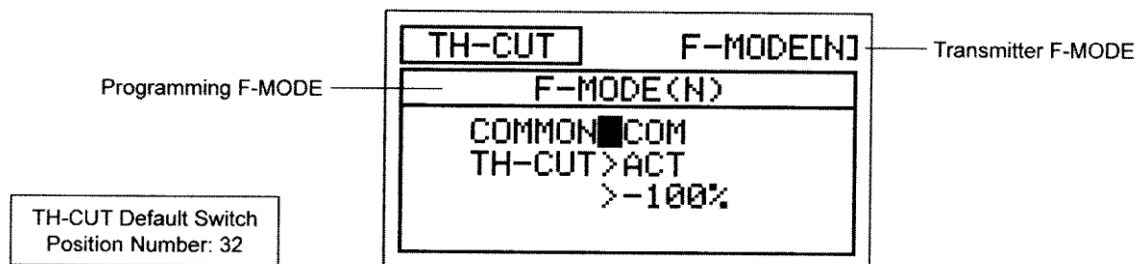 TH-CUT F-MODE[N]
Transmitter F-MODE
Programming F-MODE
F-MODE(N)
COMMON COM
TH-CUT>ACT
>-100%
TH-CUT Default Switch
Position Number: 32